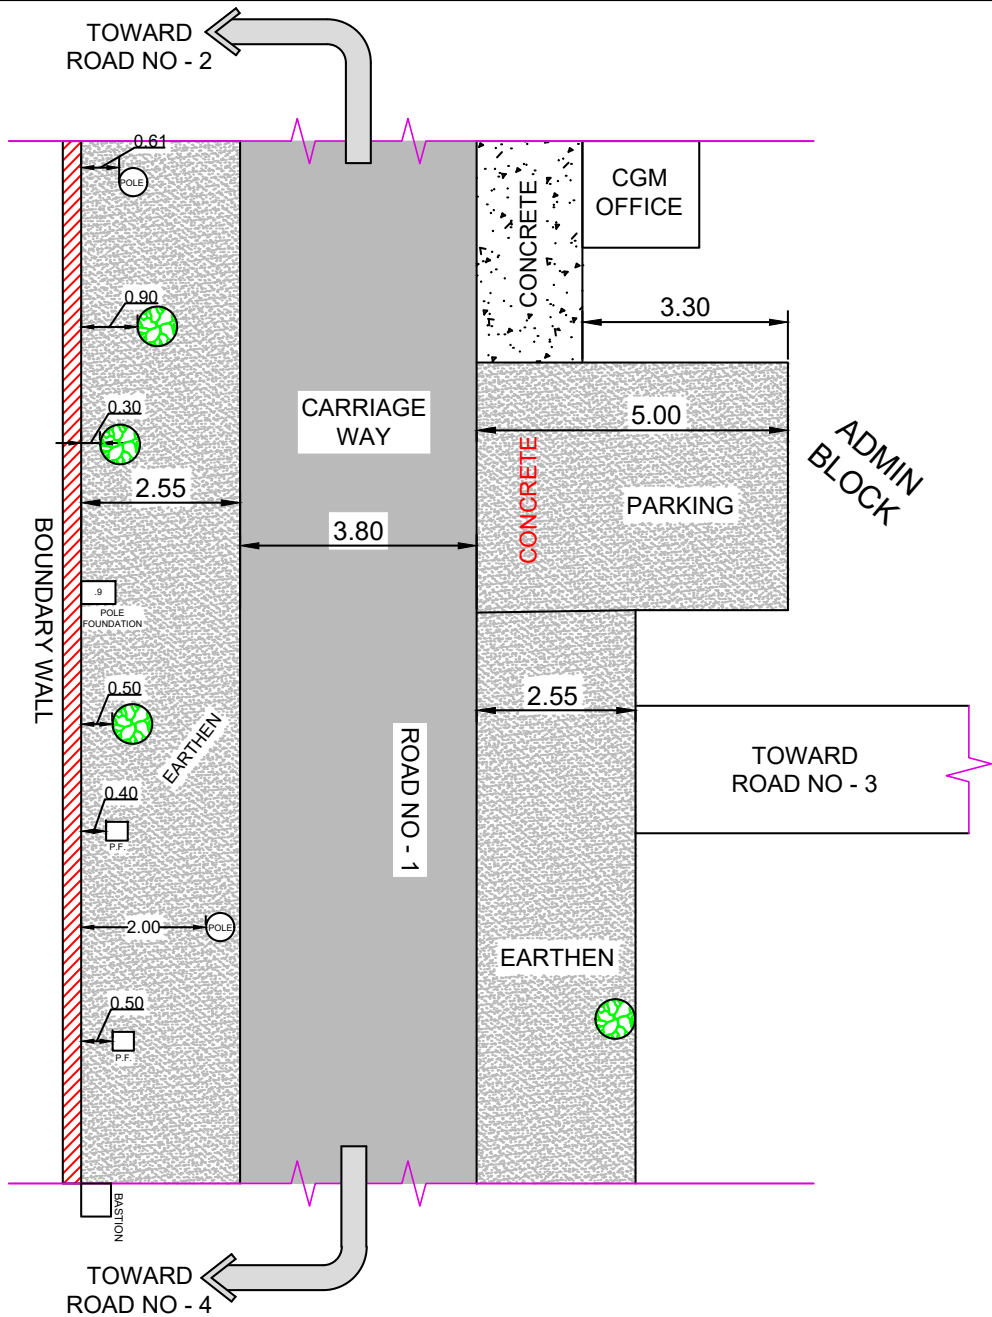 TOWARD
ROAD NO - 2
0.61
POLE
CONCRETE
CGM
OFFICE
0.90
3.30
0.30
CARRIAGE
WAY
5.00
CONCRETE
PARKING
ADMIN
BLOCK
2.55
3.80
BOUNDARY WALL
.9
POLE
FOUNDATION
0.50
EARTHEN
2.55
ROAD NO - 1
TOWARD
ROAD NO - 3
0.40
P.F.
2.00
POLE
EARTHEN
0.50
P.F.
BASTION
TOWARD
ROAD NO - 4